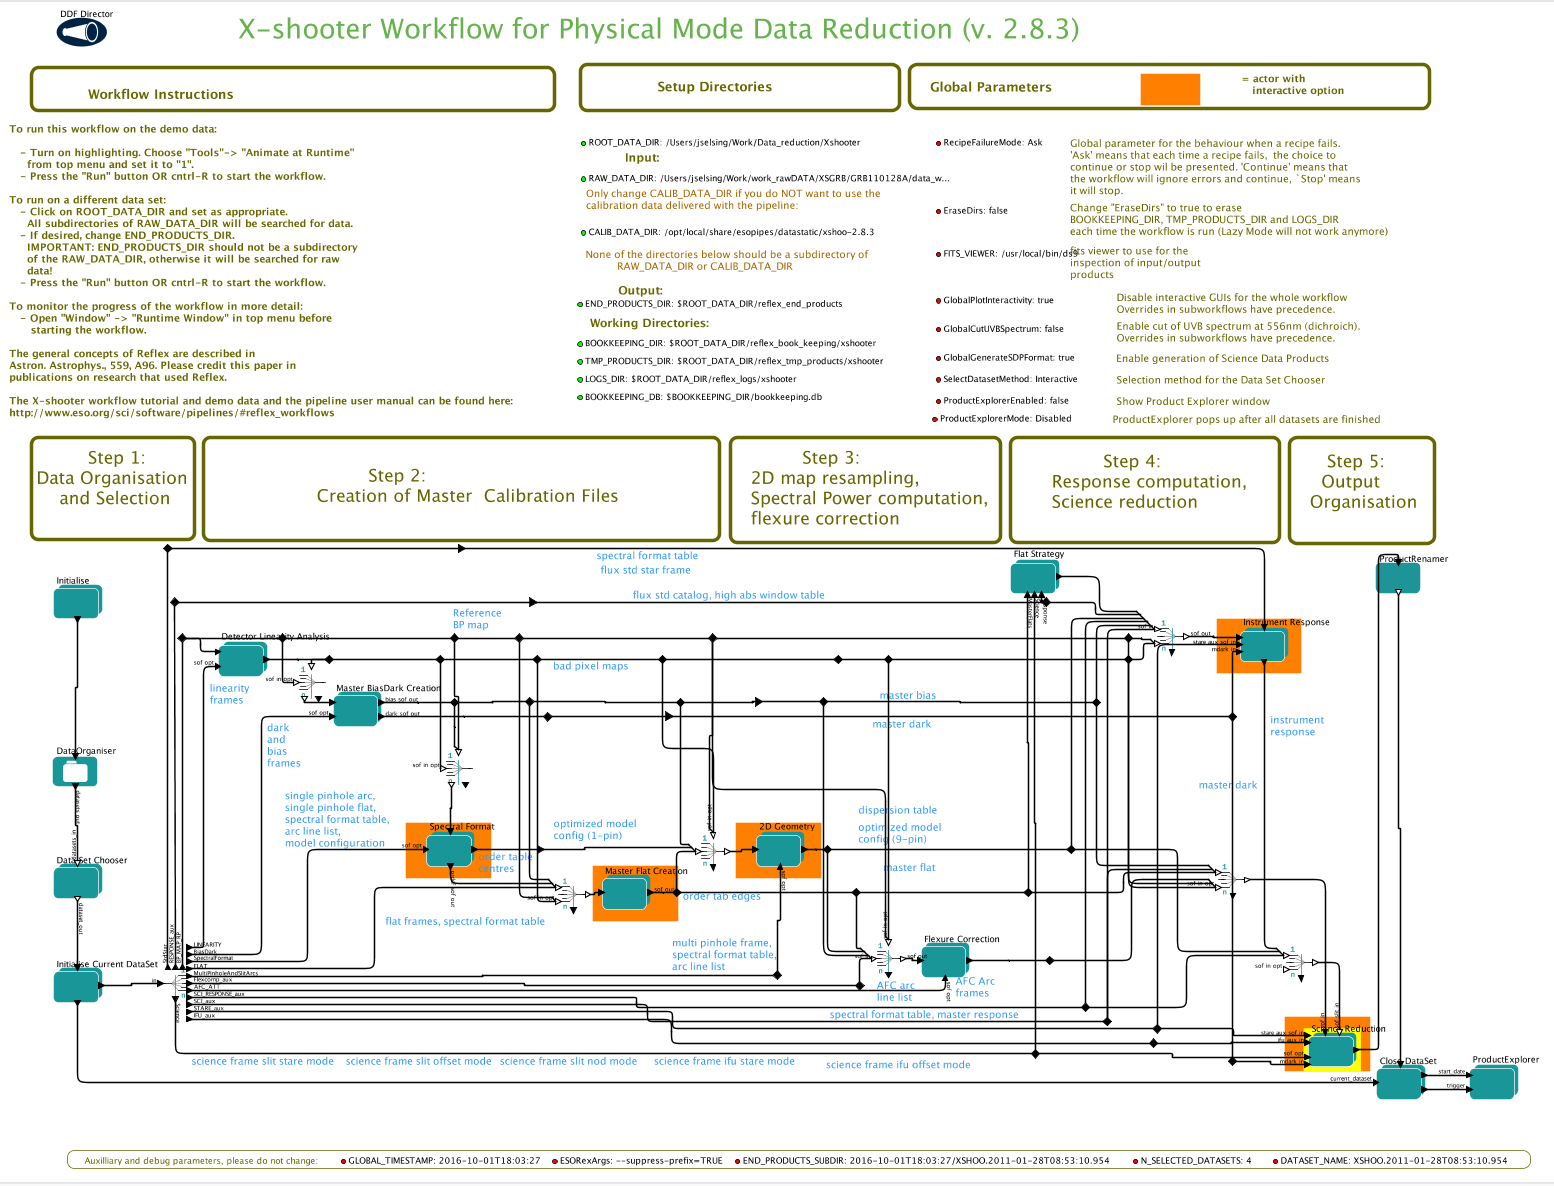 DDF Director
X-shooter Workflow for Physical Mode Data Reduction (v. 2.8.3)
Workflow Instructions
To run this workflow on the demo data:
- Turn on highlighting. Choose "Tools"-> "Animate at Runtime"
from top menu and set it to "1".
- Press the "Run" button OR cntrl-R to start the workflow.
To run on a different data set:
- Click on ROOT_DATA_DIR and set as appropriate.
All subdirectories of RAW_DATA_DIR will be searched for data.
- If desired, change END_PRODUCTS_DIR.
IMPORTANT: END_PRODUCTS_DIR should not be a subdirectory
of the RAW_DATA_DIR, otherwise it will be searched for raw
data!
- Press the "Run" button OR cntrl-R to start the workflow.
To monitor the progress of the workflow in more detail:
- Open "Window" -> "Runtime Window" in top menu before
starting the workflow.
The general concepts of Reflex are described in
Astron. Astrophys., 559, A96. Please credit this paper in
publications on research that used Reflex.
The X-shooter workflow tutorial and demo data and the pipeline user manual can be found here:
http://www.eso.org/sci/software/pipelines/#reflex_workflows
Setup Directories
ROOT_DATA_DIR: /Users/jselsing/Work/Data_reduction/Xshooter
Input:
RAW_DATA_DIR: /Users/jselsing/Work/work_rawDATA/XSGRB/GRB110128A/data_w...
Only change CALIB_DATA_DIR if you do NOT want to use the
calibration data delivered with the pipeline:
CALIB_DATA_DIR: /opt/local/share/esopipes/datastatic/xshoo-2.8.3
None of the directories below should be a subdirectory of
RAW_DATA_DIR or CALIB_DATA_DIR
Output:
END_PRODUCTS_DIR: $ROOT_DATA_DIR/reflex_end_products
Working Directories:
BOOKKEEPING_DIR: $ROOT_DATA_DIR/reflex_book_keeping/xshooter
TMP_PRODUCTS_DIR: $ROOT_DATA_DIR/reflex_tmp_products/xshooter
LOGS_DIR: $ROOT_DATA_DIR/reflex_logs/xshooter
BOOKKEEPING_DB: $BOOKKEEPING_DIR/bookkeeping.db
Global Parameters
= actor with
interactive option
RecipeFailureMode: Ask
Global parameter for the behaviour when a recipe fails.
'Ask' means that each time a recipe fails, the choice to
continue or stop wil be presented. 'Continue' means that
the workflow will ignore errors and continue, `Stop' means
it will stop.
EraseDirs: false
Change "EraseDirs" to true to erase
BOOKKEEPING_DIR, TMP_PRODUCTS_DIR and LOGS_DIR
each time the workflow is run (Lazy Mode will not work anymore)
FITS_VIEWER: /usr/local/bin/ds9
fits viewer to use for the
inspection of input/output
products
GlobalPlotInteractivity: true
Disable interactive GUIs for the whole workflow
Overrides in subworkflows have precedence.
GlobalCutUVBSpectrum: false
Enable cut of UVB spectrum at 556nm (dichroich).
Overrides in subworkflows have precedence.
GlobalGenerateSDPFormat: true
Enable generation of Science Data Products
SelectDatasetMethod: Interactive
Selection method for the Data Set Chooser
ProductExplorerEnabled: false
Show Product Explorer window
ProductExplorerMode: Disabled
ProductExplorer pops up after all datasets are finished
Step 1:
Data Organisation
and Selection
Step 2:
Creation of Master Calibration Files
Step 3:
2D map resampling,
Spectral Power computation,
flexure correction
Step 4:
Response computation,
Science reduction
Step 5:
Output
Organisation
spectral format table
flux std star frame
Flat Strategy
ProductRenamer
Initialise
flux std catalog, high abs window table
Reference
BP map
Instrument Response
sof out
stare aux sof in
mdark in
Detector Linearity Analysis
sof opt
sof in opt
1
n
bad pixel maps
linearity
frames
Master BiasDark Creation
bias sof out
dark sof out
sof opt
master bias
master dark
instrument
response
dark
and
bias
frames
DataOrganiser
sof in opt
1
n
master dark
single pinhole arc,
single pinhole flat,
spectral format table,
arc line list,
model configuration
Spectral Format
sof opt
optimized model
config (1-pin)
2D Geometry
dispersion table
optimized model
config (9-pin)
order table
centres
Data Set Chooser
Master Flat Creation
sof out
master flat
order tab edges
flat frames, spectral format table
multi pinhole frame,
spectral format table,
arc line list
Flexure Correction
AFC arc
line list
AFC Arc
frames
Initialise Current DataSet
in
LINEARITY
BiasDark
SpectralFormat
FLAT
MultiPinholeAndSlitArcs
Flexcomp_aux
AFC_ATT
SCI_RESPONSE_aux
SCI_aux
STARE_aux
IFU_aux
spectral format table, master response
Science Reduction
stare aux sof in
ifu aux in
sof opt
mdark in
science frame slit stare mode
science frame slit offset mode
science frame slit nod mode
science frame ifu stare mode
science frame ifu offset mode
Close DataSet
ProductExplorer
current_dataset
start_date
trigger
Auxilliary and debug parameters, please do not change:
GLOBAL_TIMESTAMP: 2016-10-01T18:03:27
ESORexArgs: --suppress-prefix=TRUE
END_PRODUCTS_SUBDIR: 2016-10-01T18:03:27/XSHOO.2011-01-28T08:53:10.954
N_SELECTED_DATASETS: 4
DATASET_NAME: XSHOO.2011-01-28T08:53:10.954